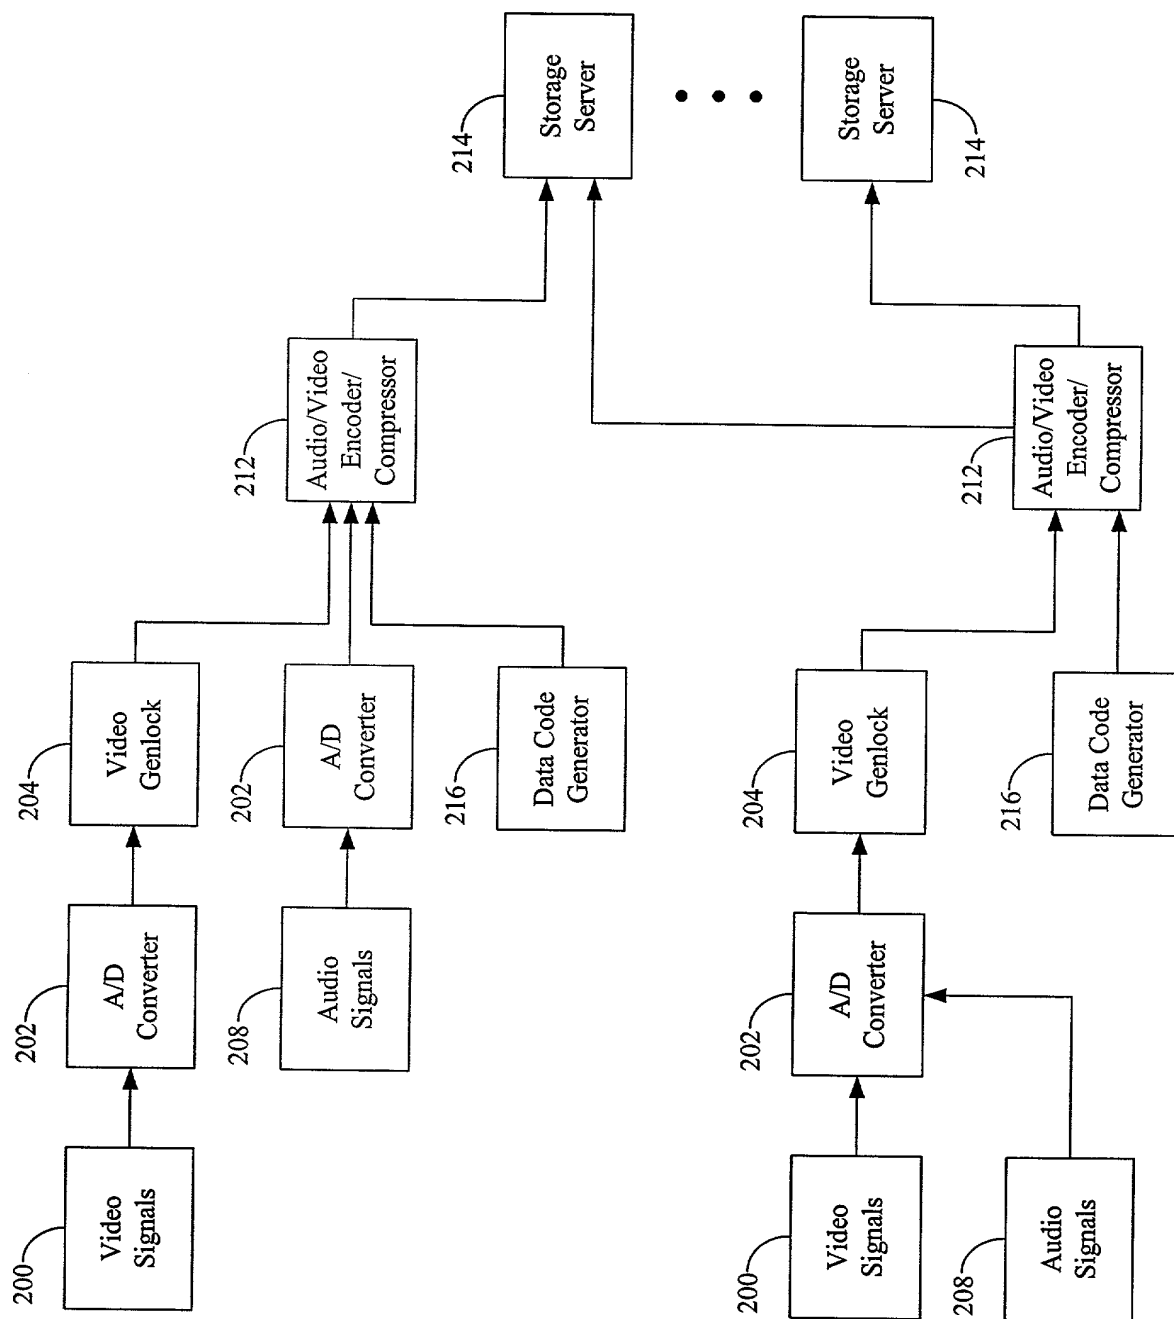 200
Video
Signals
202
A/D
Converter
204
Video
Genlock
208
Audio
Signals
202
A/D
Converter
216
Data Code
Generator
212
Audio/Video
Encoder/
Compressor
214
Storage
Server
200
Video
Signals
208
Audio
Signals
202
A/D
Converter
204
Video
Genlock
216
Data Code
Generator
212
Audio/Video
Encoder/
Compressor
214
Storage
Server